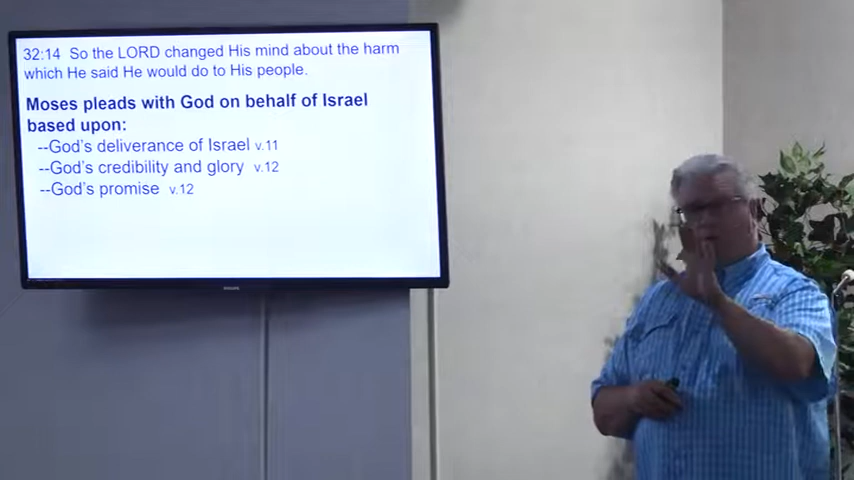 32:14 So the LORD changed His mind about the harm
which He said He would do to His people.
Moses pleads with God on behalf of Israel
based upon:
--God's deliverance of Israel v.11
--God's credibility and glory v.12
--God's promise v.12
PHILIPS